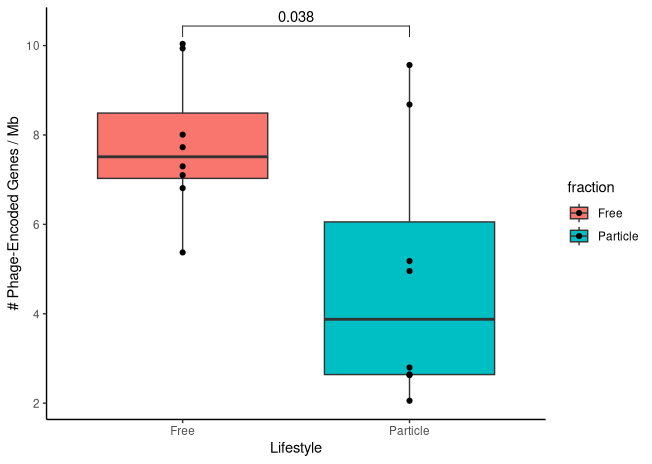 0.038
# Phage-Encoded Genes / Mb
10
8
6
4
2
Free
Particle
Lifestyle
fraction
Free
Particle